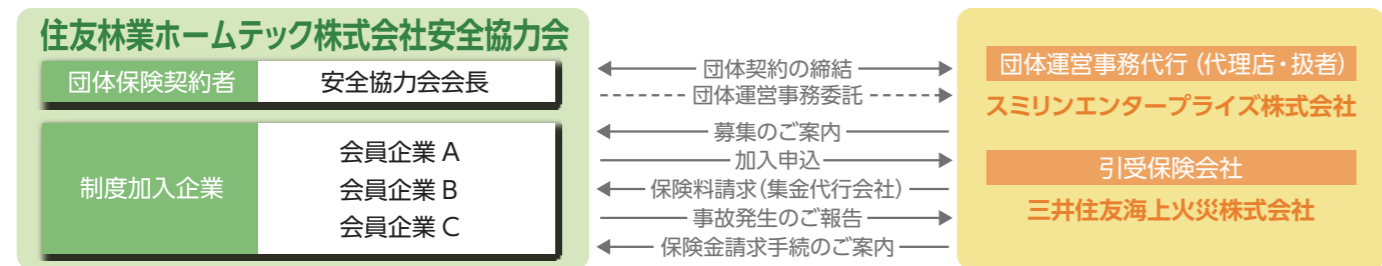 住友林業ホームテック株式会社安全協力会
団体保険契約者
安全協力会会長
制度加入企業
会員企業 A
会員企業 B
会員企業 C
団体契約の締結
団体運営事務委託
募集のご案内
加入申込
保険料請求(集金代行会社)
事故発生のご報告
保険金請求手続のご案内
団体運営事務代行(代理店・扱者)
スミリンエンタープライズ株式会社
引受保険会社
三井住友海上火災株式会社